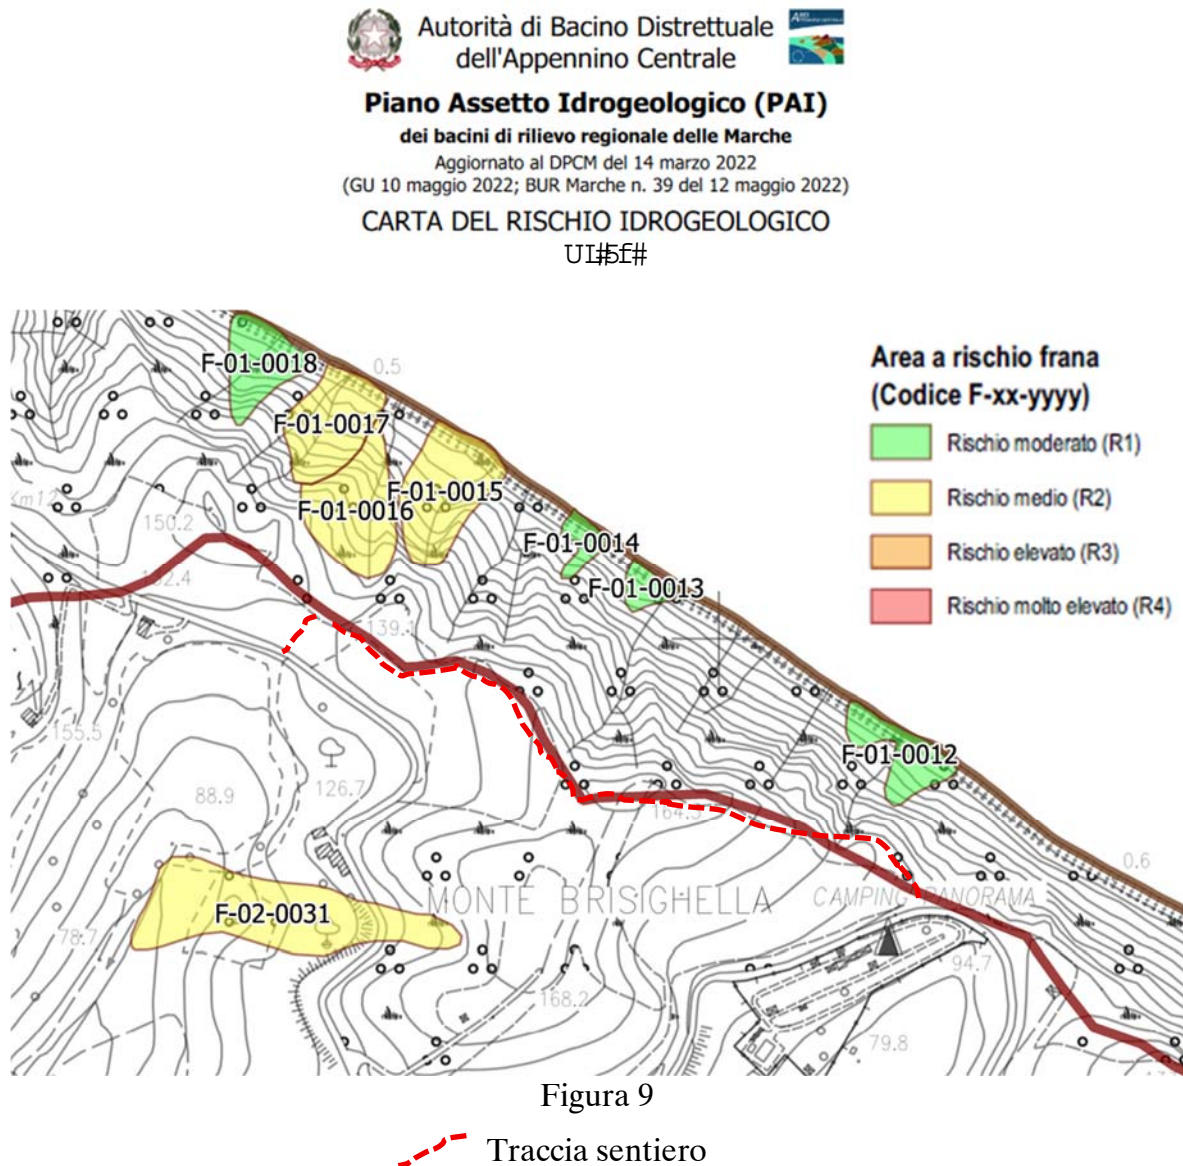 Autorità di Bacino Distrettuale
dell'Appennino Centrale
Piano Assetto Idrogeologico (PAI)
dei bacini di rilievo regionale delle Marche
Aggiornato al DPCM del 14 marzo 2022
(GU 10 maggio 2022; BUR Marche n. 39 del 12 maggio 2022)
CARTA DEL RISCHIO IDROGEOLOGICO
UI#5f#
Area a rischio frana
(Codice F-xx-yyyy)
Rischio moderato (R1)
Rischio medio (R2)
Rischio elevato (R3)
Rischio molto elevato (R4)
F-01-0018
0.5
F-01-0017
F-01-0015
F-01-0016
150.2
F-01-0014
F-01-0013
139.1
155.5
F-01-0012
126.7
88.9
164.5
0.6
MONTE BRISIGHELLA
CAMPING PANORAMA
F-02-0031
78.7
94.7
168.2
79.8
Figura 9
Traccia sentiero